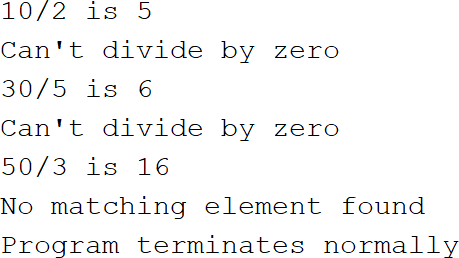 10/2 is 5
Can't divide by zero
30/5 is 6
Can't divide by zero
50/3 is 16
No matching element found
Program terminates normally